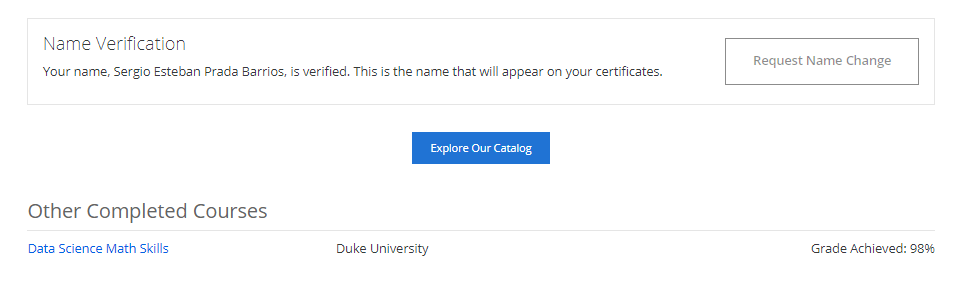 Name Verification
Your name, Sergio Esteban Prada Barrios, is verified. This is the name that will appear on your certificates.
Request Name Change
Explore Our Catalog
Other Completed Courses
Data Science Math Skills Duke University Grade Achieved: 98%